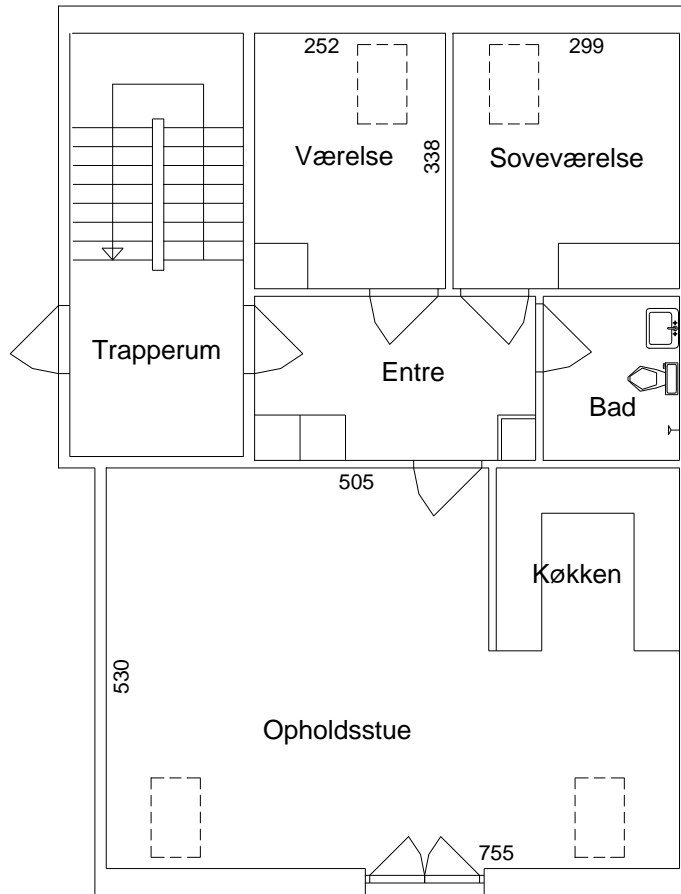 252
299
Værelse
338
Soveværelse
Trapperum
Entre
Bad
505
Køkken
530
Opholdsstue
755